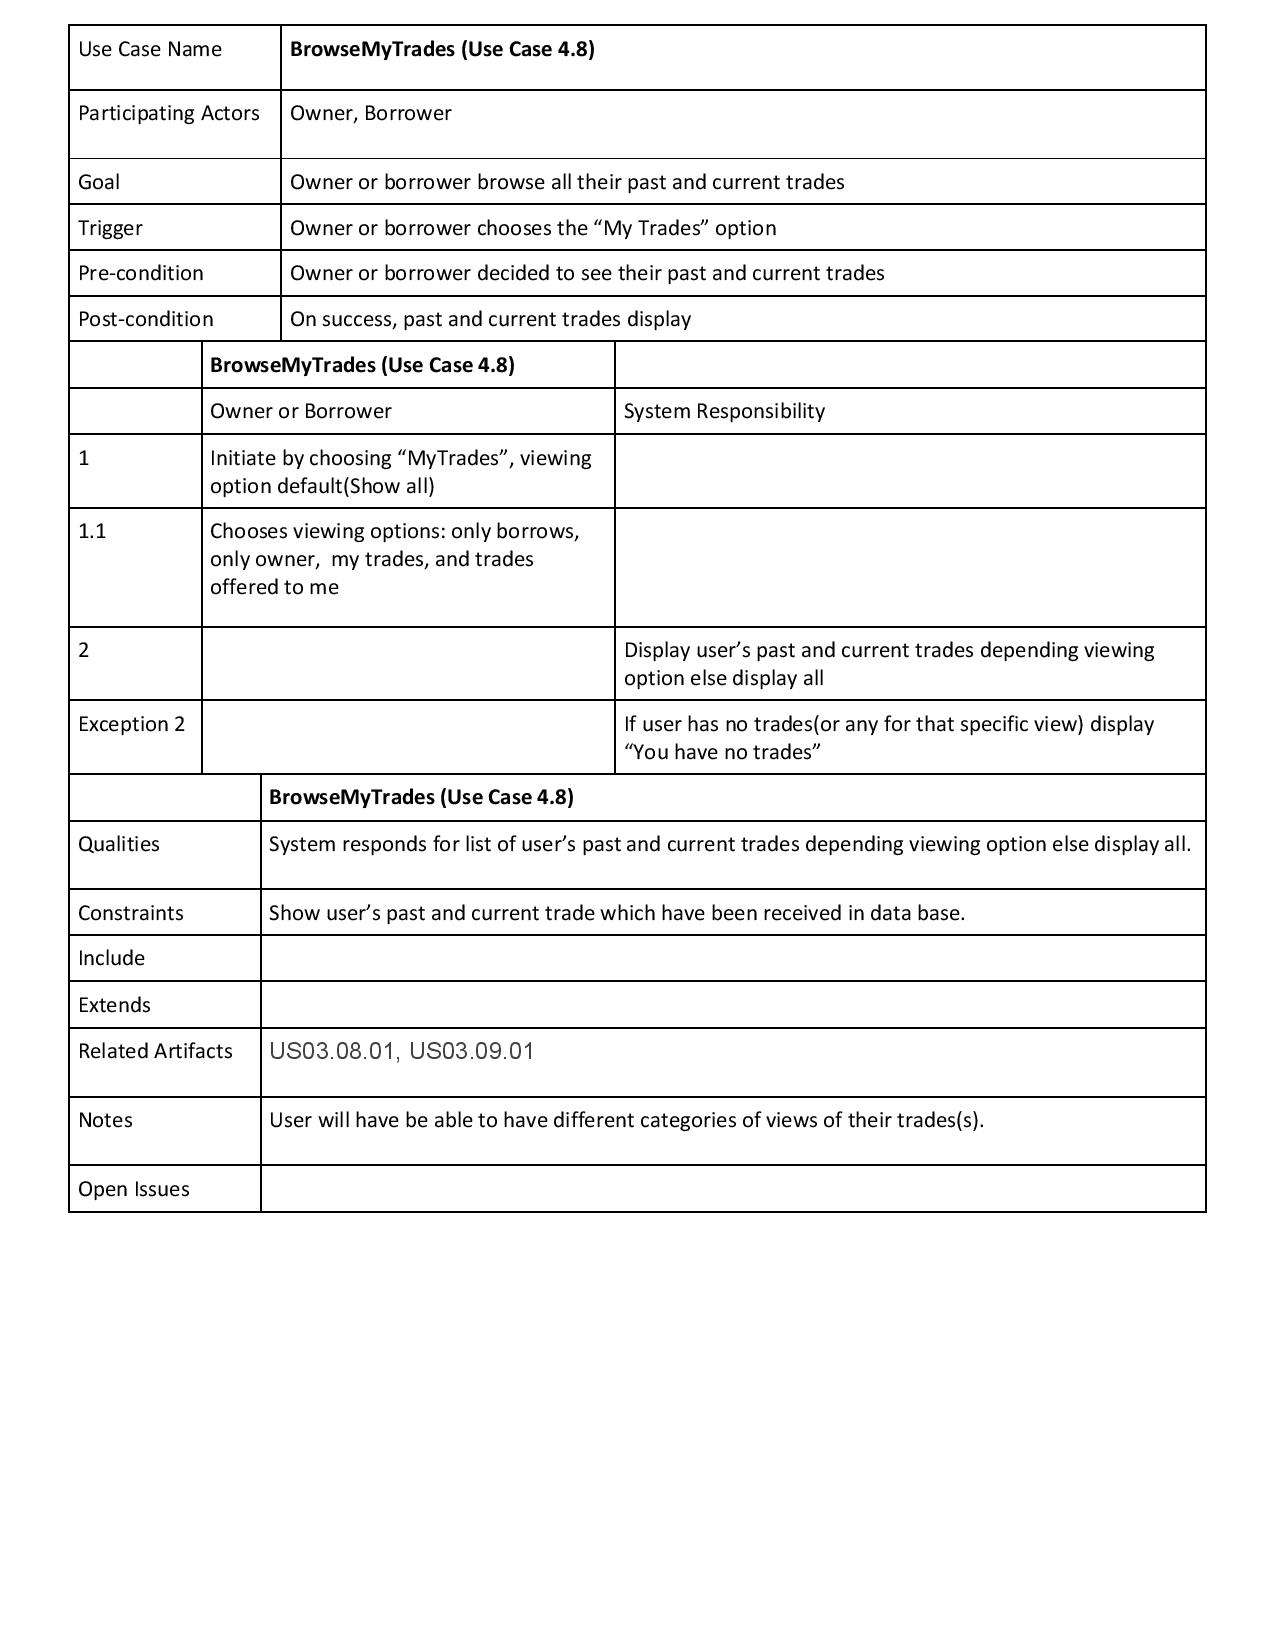 Use Case Name
BrowseMyTrades (Use Case 4.8)
Participating Actors
Owner, Borrower
Goal
Owner or borrower browse all their past and current trades
Trigger
Owner or borrower chooses the “My Trades” option
Pre-condition
Owner or borrower decided to see their past and current trades
Post-condition
On success, past and current trades display
BrowseMyTrades (Use Case 4.8)
Owner or Borrower
System Responsibility
1
Initiate by choosing “MyTrades”, viewing
option default(Show all)
1.1
Chooses viewing options: only borrows,
only owner,  my trades, and trades
offered to me
2
Display user’s past and current trades depending viewing
option else display all
Exception 2
If user has no trades(or any for that specific view) display
“You have no trades”
BrowseMyTrades (Use Case 4.8)
Qualities
System responds for list of user’s past and current trades depending viewing option else display all.
Constraints
Show user’s past and current trade which have been received in data base.
Include
Extends
Related Artifacts
US03.08.01, US03.09.01
Notes
User will have be able to have different categories of views of their trades(s).
Open Issues